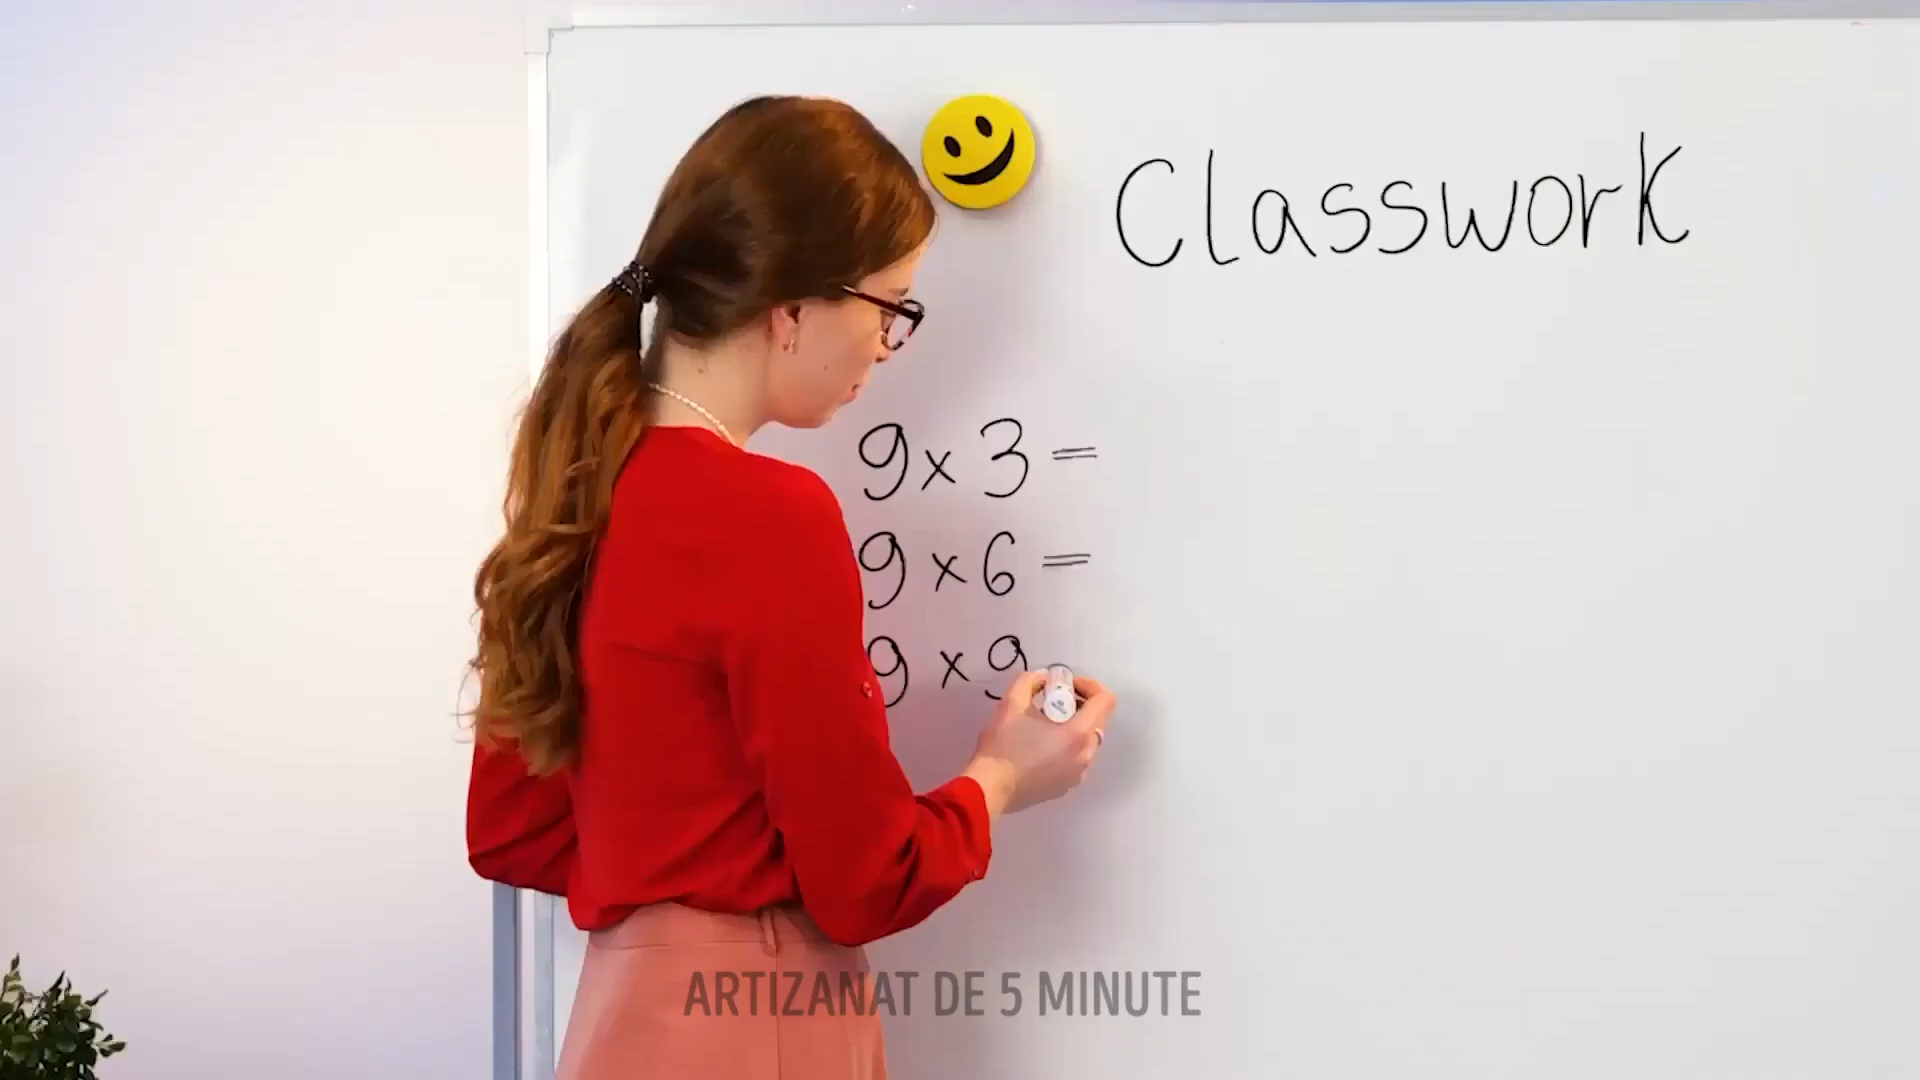 Classwork
9 x 3 =
9 x 6 =
9 x 9
ARTIZANAT DE 5 MINUTE